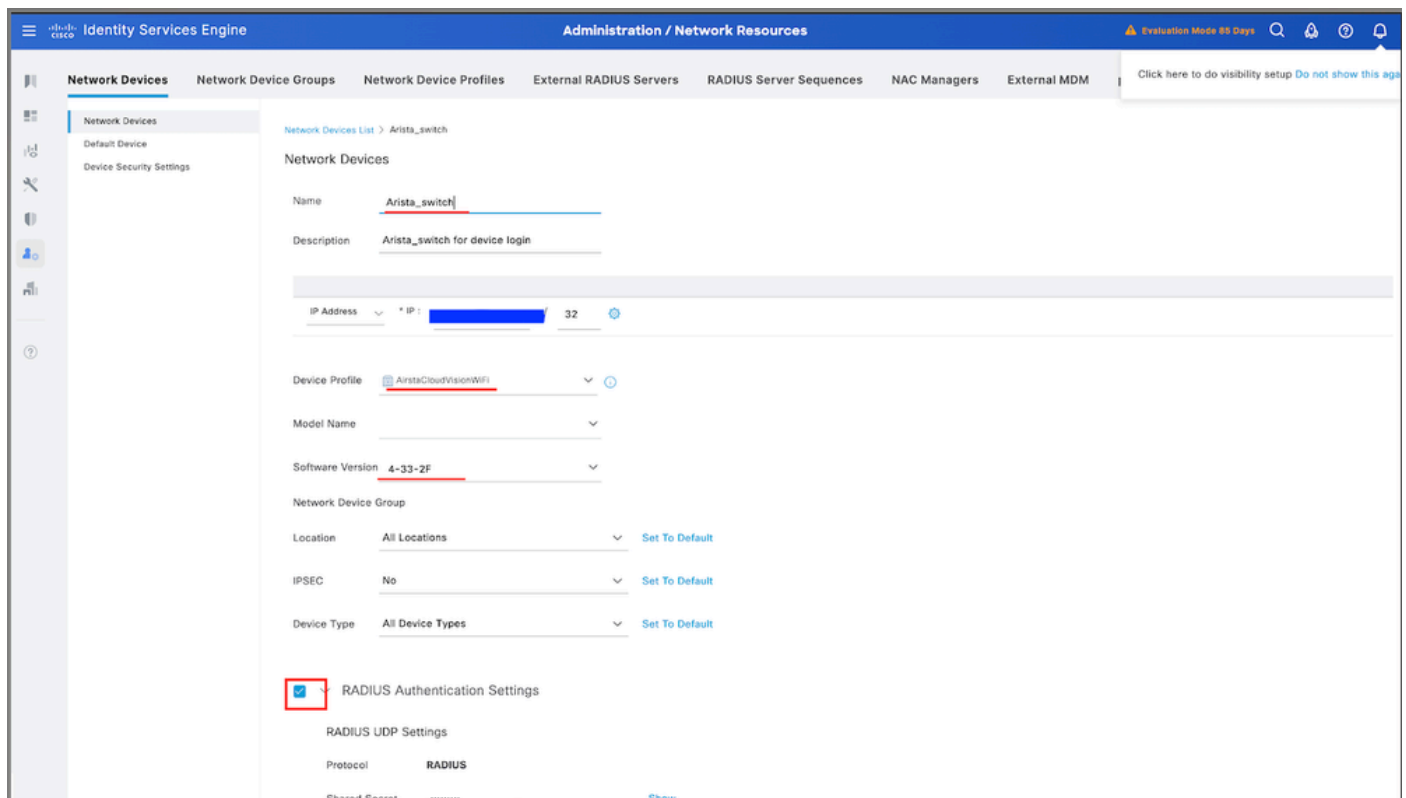 cisco Identity Services Engine
Administration / Network Resources
Evaluation Mode 85 Days
Click here to do visibility setup Do not show this aga
Network Devices
Network Device Groups
Network Device Profiles
External RADIUS Servers
RADIUS Server Sequences
NAC Managers
External MDM
Network Devices
Default Device
Device Security Settings
Network Devices List > Arista_switch
Network Devices
Name Arista_switch
Description Arista_switch for device login
IP Address * IP : / 32
Device Profile AirstaCloudVisionWiFi
Model Name
Software Version 4-33-2F
Network Device Group
Location All Locations Set To Default
IPSEC No Set To Default
Device Type All Device Types Set To Default
RADIUS Authentication Settings
RADIUS UDP Settings
Protocol RADIUS
Shared Secret Show